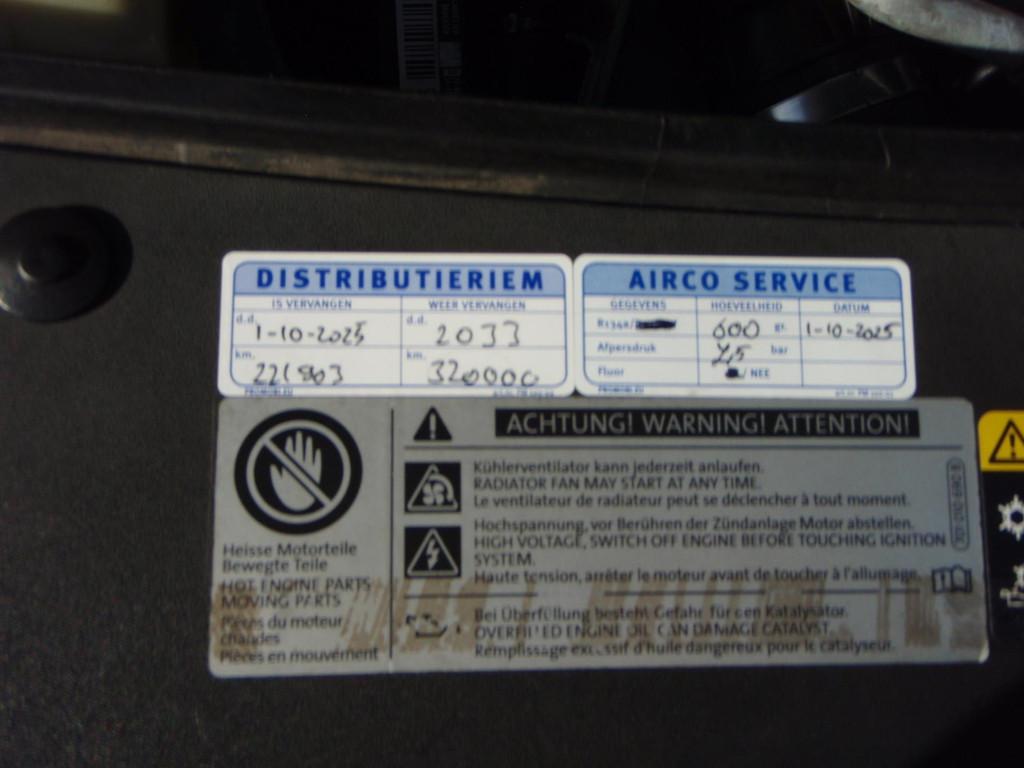 DISTRIBUTIERIEM
IS VERVANGEN WEER VERVANGEN
d.d. 1-10-2025 d.d. 2033
km. 221803 km. 320000
AIRCO SERVICE
GEGEVENS HOEVEELHEID DATUM
R134a/ 600 gr. 1-10-2025
Afpersdruk 7,5 bar
Fluor / NEE
Heisse Motorteile
Bewegte Teile
HOT ENGINE PARTS
MOVING PARTS
Pièces du moteur
chaudes
Pièces en mouvement
ACHTUNG! WARNING! ATTENTION!
Kühlerventilator kann jederzeit anlaufen.
RADIATOR FAN MAY START AT ANY TIME.
Le ventilateur de radiateur peut se déclencher à tout moment.
Hochspannung, vor Berühren der Zündanlage Motor abstellen.
HIGH VOLTAGE, SWITCH OFF ENGINE BEFORE TOUCHING IGNITION
SYSTEM.
Haute tension, arrêter le moteur avant de toucher à l'allumage.
Bei Überfüllung besteht Gefahr für den Katalysator.
OVERFILLED ENGINE OIL CAN DAMAGE CATALYST.
Remplissage excessif d'huile dangereux pour le catalyseur.